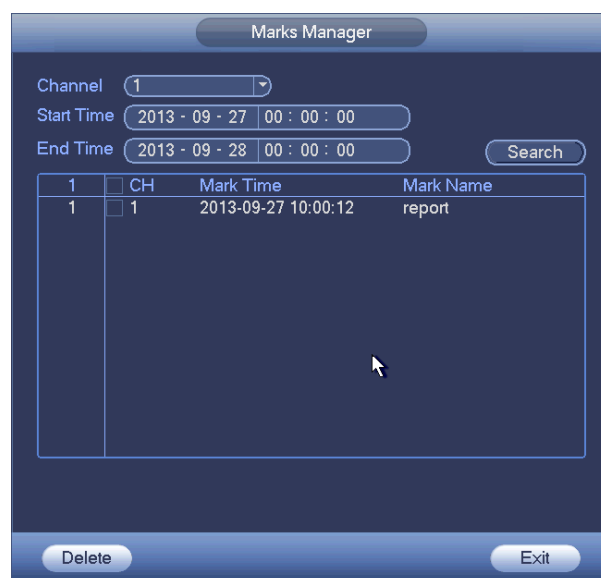 Marks Manager
Channel 1
Start Time 2013 - 09 - 27 00 : 00 : 00
End Time 2013 - 09 - 28 00 : 00 : 00
Search
1 CH Mark Time Mark Name
1 1 2013-09-27 10:00:12 report
Delete Exit